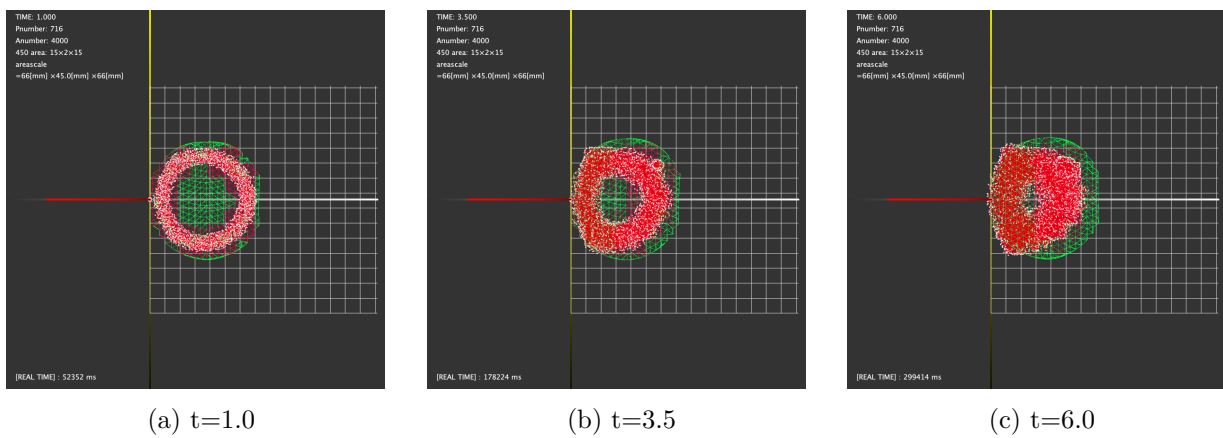 TIME: 1.000
Pnumber: 716
Anumber: 4000
450 area: 15×2×15
areascale
=66[mm] ×45.0[mm] ×66[mm]
[REAL TIME] : 52352 ms
(a) t=1.0
TIME: 3.500
Pnumber: 716
Anumber: 4000
450 area: 15×2×15
areascale
=66[mm] ×45.0[mm] ×66[mm]
[REAL TIME] : 178224 ms
(b) t=3.5
TIME: 6.000
Pnumber: 716
Anumber: 4000
450 area: 15×2×15
areascale
=66[mm] ×45.0[mm] ×66[mm]
[REAL TIME] : 299414 ms
(c) t=6.0